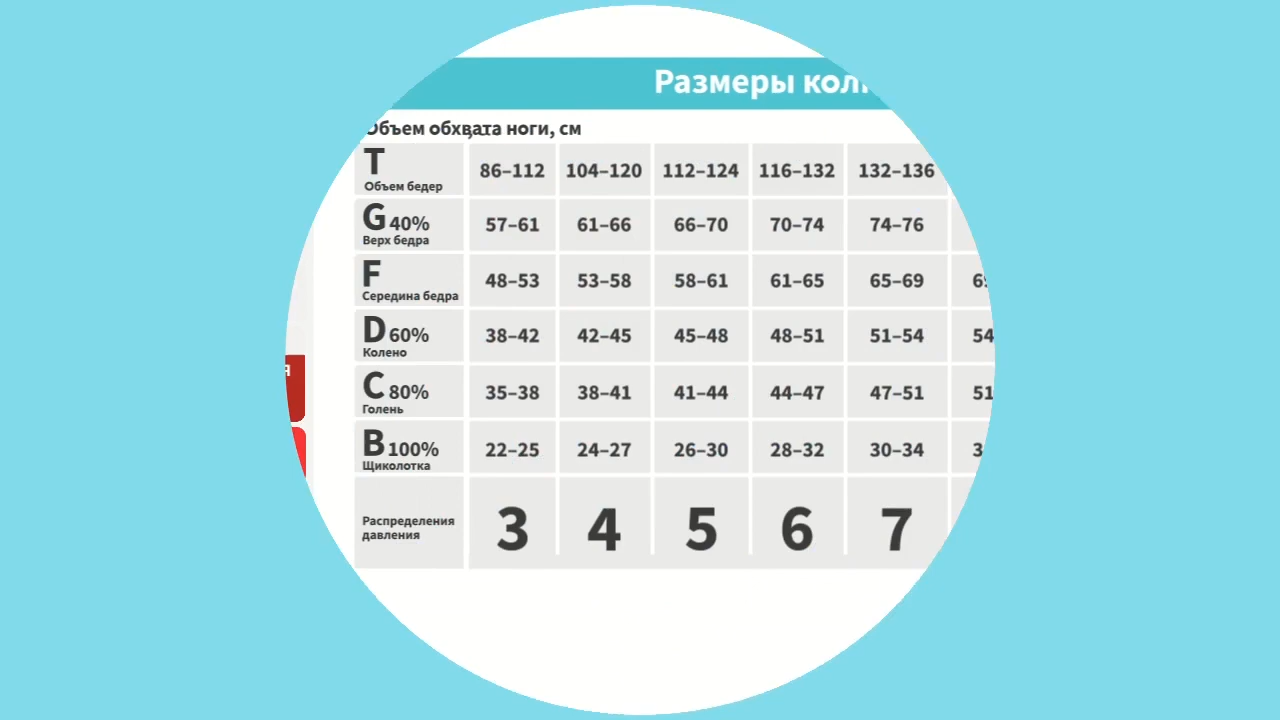 Размеры кол
Объем обхвата ноги, см
T 86–112 104–120 112–124 116–132 132–136
Объем бедер
G 40% 57–61 61–66 66–70 70–74 74–76
Верх бедра
F 48–53 53–58 58–61 61–65 65–69
Середина бедра
D 60% 38–42 42–45 45–48 48–51 51–54 54
Колено
C 80% 35–38 38–41 41–44 44–47 47–51 51
Голень
B 100% 22–25 24–27 26–30 28–32 30–34 3
Щиколотка
Распределения
давления
3 4 5 6 7